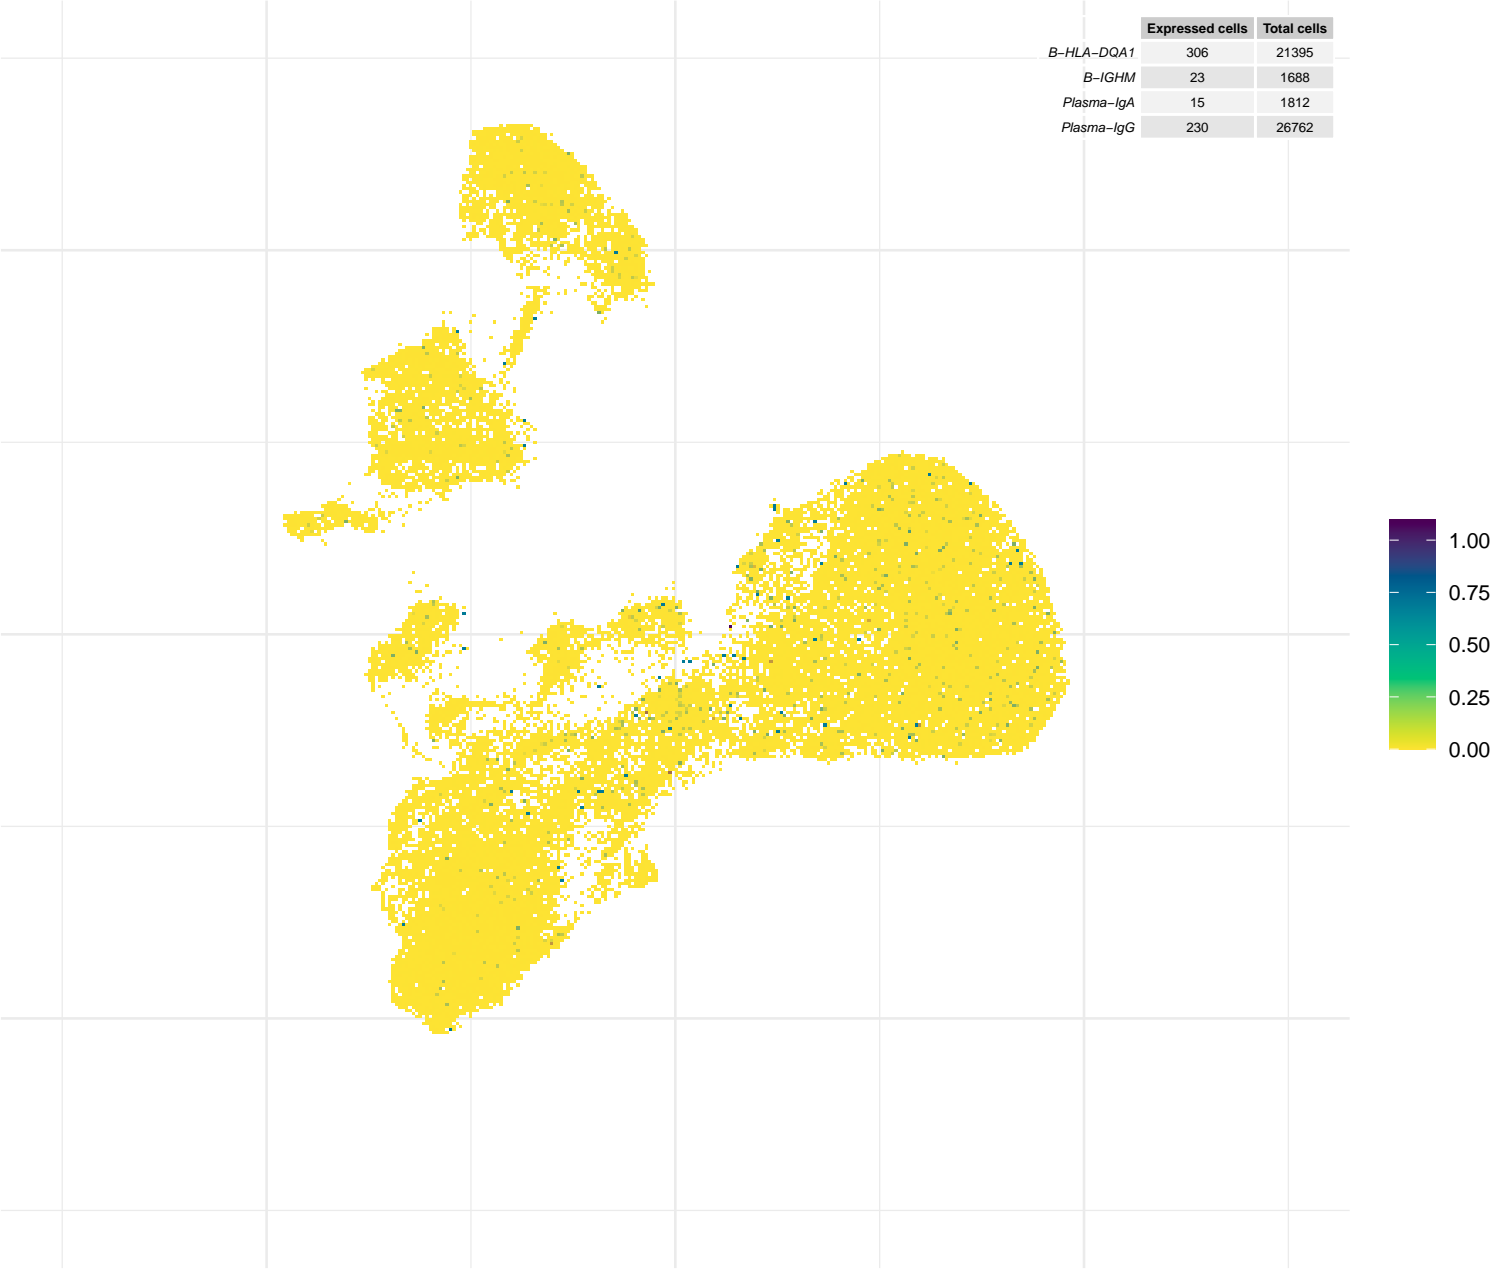 Expressed cells Total cells
B−HLA−DQA1 306 21395
B−IGHM 23 1688
Plasma−IgA 15 1812
Plasma−IgG 230 26762
1.00
0.75
0.50
0.25
0.00